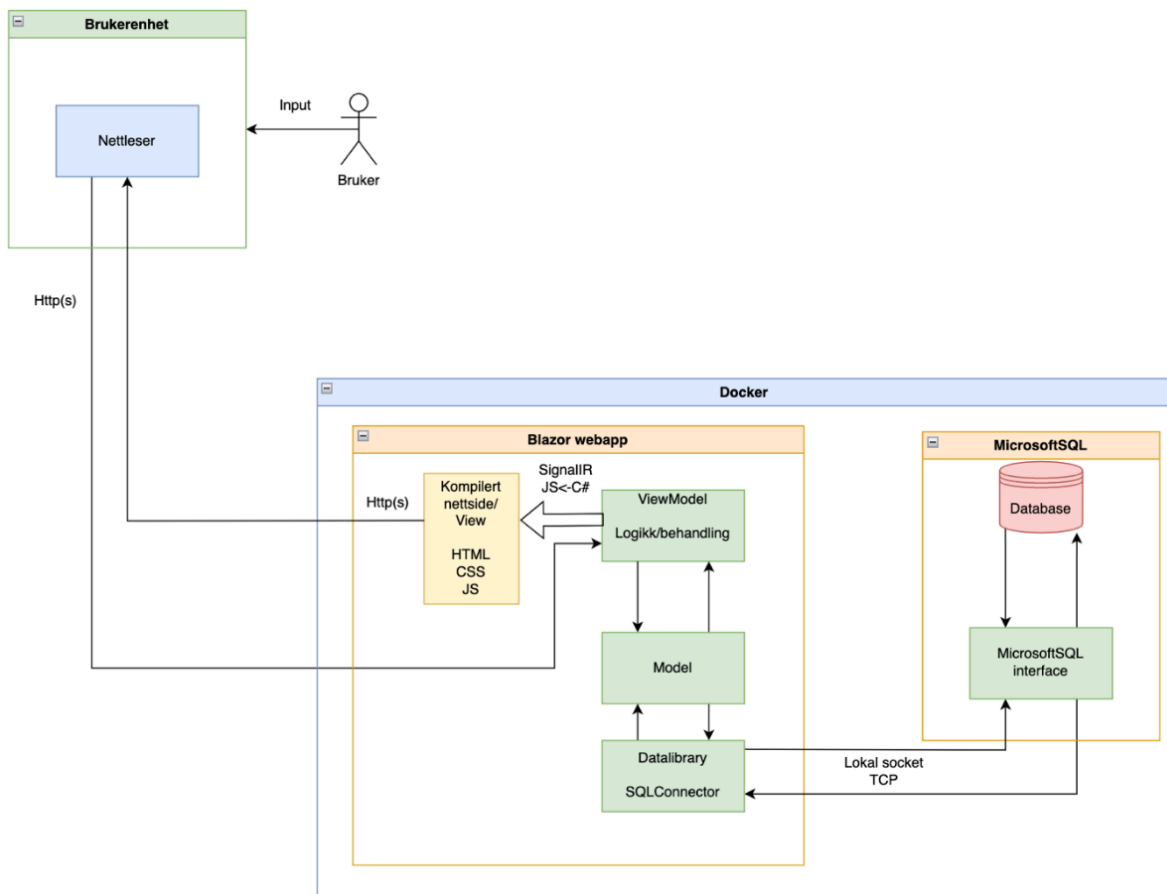 Brukerenhet
Nettleser
Input
Bruker
Http(s)
Docker
Blazor webapp
MicrosoftSQL
Http(s)
Kompilert
nettside/
View
HTML
CSS
JS
SignalIR
JS<-C#
ViewModel
Logikk/behandling
Database
Model
MicrosoftSQL
interface
Datalibrary
SQLConnector
Lokal socket
TCP